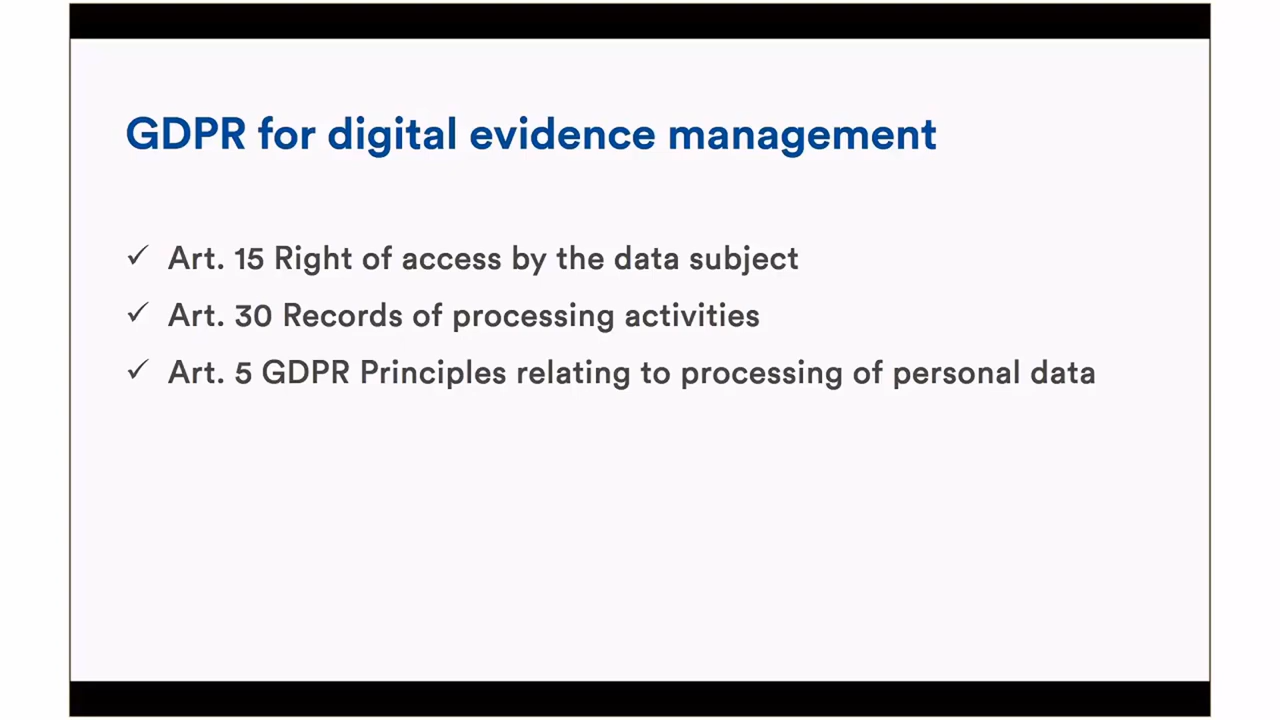 GDPR for digital evidence management
✓ Art. 15 Right of access by the data subject
✓ Art. 30 Records of processing activities
✓ Art. 5 GDPR Principles relating to processing of personal data